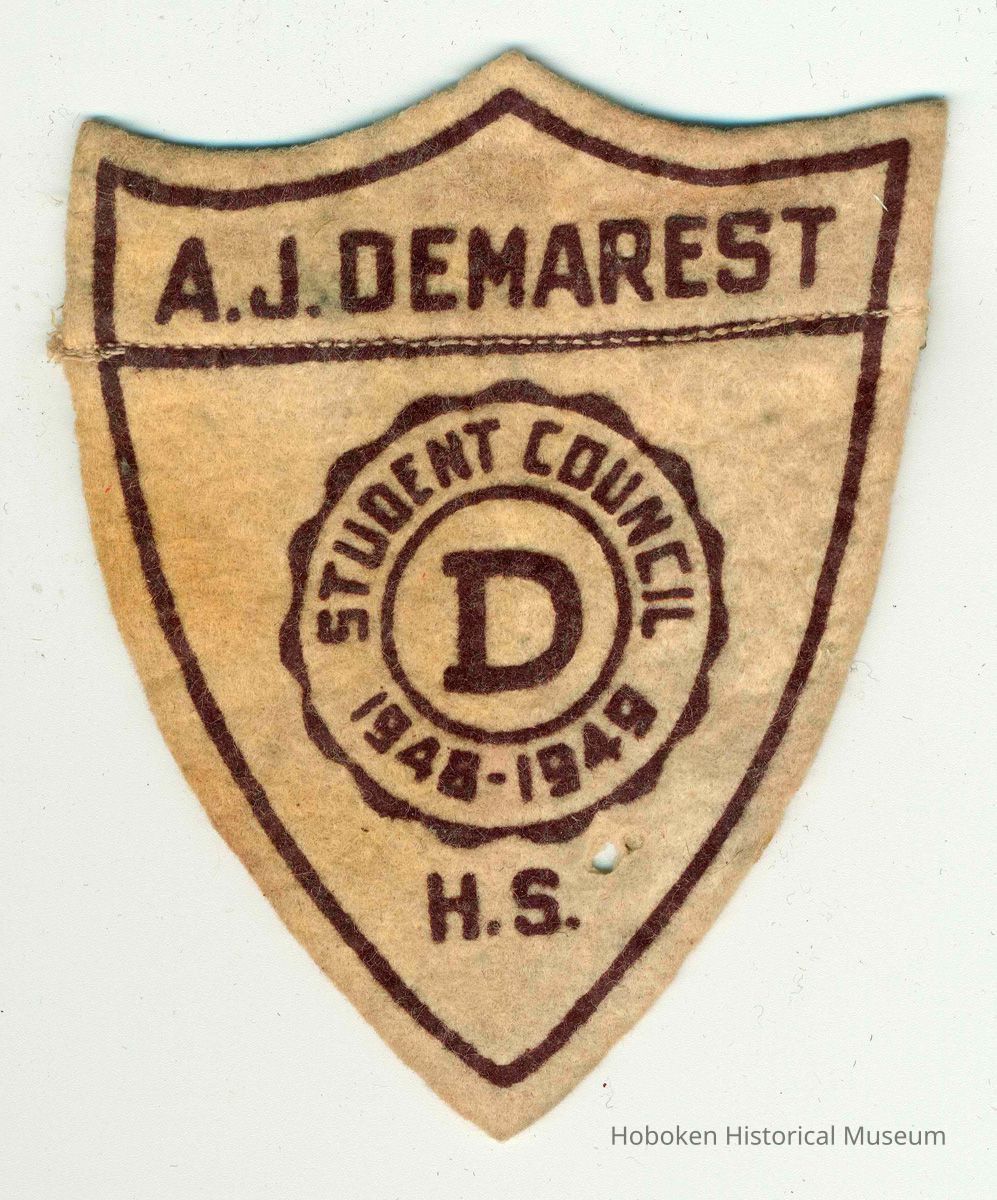 A.J. DEMAREST
STUDENT COUNCIL
D
1948-1949
H.S.
Hoboken Historical Museum